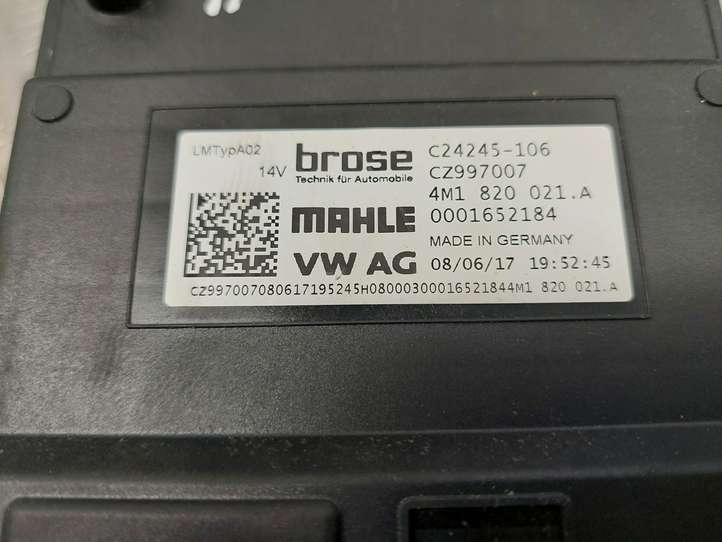 LMTypA02
14V
brose
Technik für Automobile
C24245-106
CZ997007
4M1 820 021.A
MAHLE
0001652184
MADE IN GERMANY
VW AG
08/06/17 19:52:45
CZ997007080617195245H0800030001652184​4M1 820 021.A